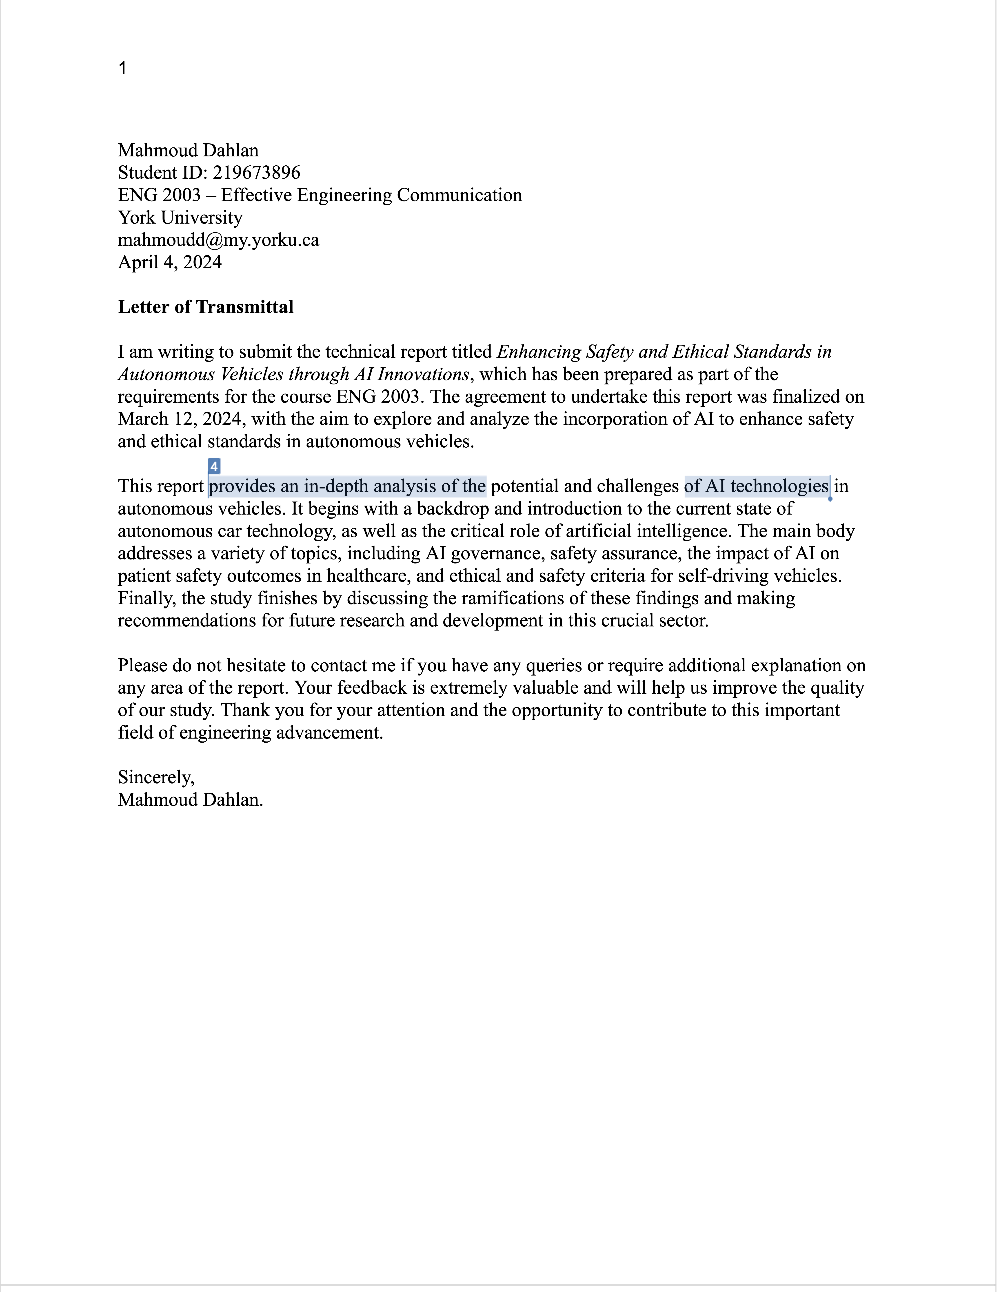 1
Mahmoud Dahlan
Student ID: 219673896
ENG 2003 – Effective Engineering Communication
York University
mahmoudd@my.yorku.ca
April 4, 2024
Letter of Transmittal
I am writing to submit the technical report titled Enhancing Safety and Ethical Standards in
Autonomous Vehicles through AI Innovations, which has been prepared as part of the
requirements for the course ENG 2003. The agreement to undertake this report was finalized on
March 12, 2024, with the aim to explore and analyze the incorporation of AI to enhance safety
and ethical standards in autonomous vehicles.
4
This report provides an in-depth analysis of the potential and challenges of AI technologies in
autonomous vehicles. It begins with a backdrop and introduction to the current state of
autonomous car technology, as well as the critical role of artificial intelligence. The main body
addresses a variety of topics, including AI governance, safety assurance, the impact of AI on
patient safety outcomes in healthcare, and ethical and safety criteria for self-driving vehicles.
Finally, the study finishes by discussing the ramifications of these findings and making
recommendations for future research and development in this crucial sector.
Please do not hesitate to contact me if you have any queries or require additional explanation on
any area of the report. Your feedback is extremely valuable and will help us improve the quality
of our study. Thank you for your attention and the opportunity to contribute to this important
field of engineering advancement.
Sincerely,
Mahmoud Dahlan.